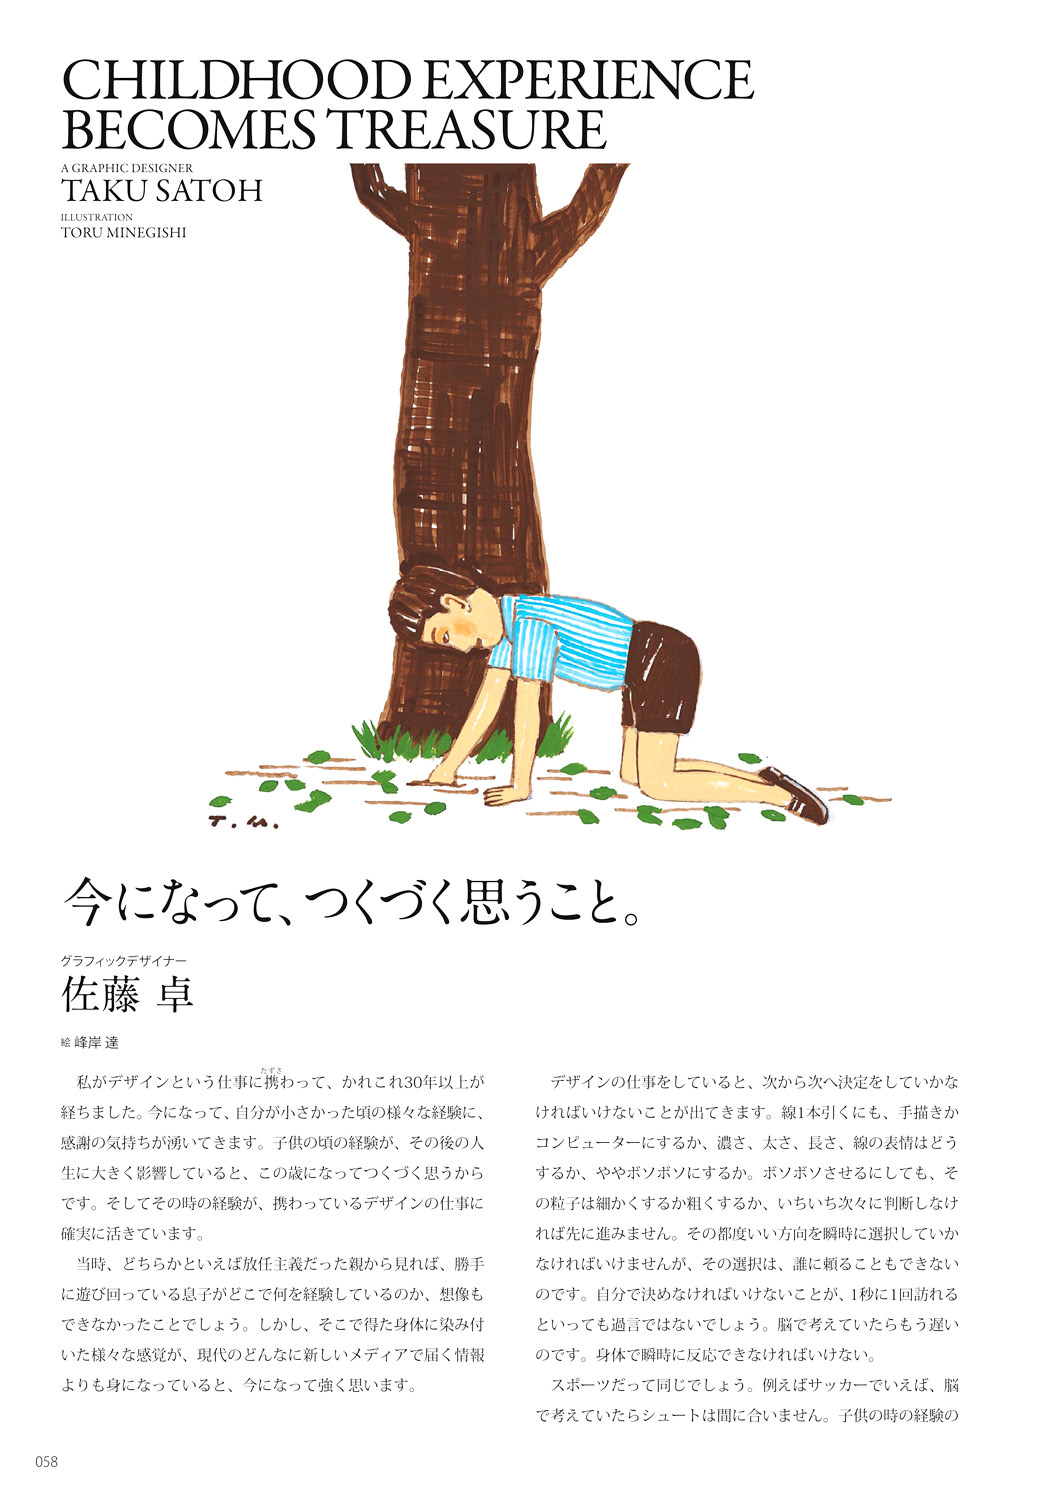 CHILDHOOD EXPERIENCE
BECOMES TREASURE
A GRAPHIC DESIGNER
TAKU SATOH
ILLUSTRATION
TORU MINEGISHI
T. M.
今になって、つくづく思うこと。
グラフィックデザイナー
佐藤 卓
絵 峰岸 達
たずさ
私がデザインという仕事に携わって、かれこれ30年以上が
経ちました。今になって、自分が小さかった頃の様々な経験に、
感謝の気持ちが湧いてきます。子供の頃の経験が、その後の人
生に大きく影響していると、この歳になってつくづく思うから
です。そしてその時の経験が、携わっているデザインの仕事に
確実に活きています。
当時、どちらかといえば放任主義だった親から見れば、勝手
に遊び回っている息子がどこで何を経験しているのか、想像も
できなかったことでしょう。しかし、そこで得た身体に染み付
いた様々な感覚が、現代のどんなに新しいメディアで届く情報
よりも身になっていると、今になって強く思います。
デザインの仕事をしていると、次から次へ決定をしていかな
ければいけないことが出てきます。線1本引くにも、手描きか
コンピューターにするか、濃さ、太さ、長さ、線の表情はどう
するか、ややボソボソにするか。ボソボソさせるにしても、そ
の粒子は細かくするか粗くするか、いちいち次々に判断しなけ
れば先に進みません。その都度いい方向を瞬時に選択していか
なければいけませんが、その選択は、誰に頼ることもできない
のです。自分で決めなければいけないことが、1秒に1回訪れる
といっても過言ではないでしょう。脳で考えていたらもう遅い
のです。身体で瞬時に反応できなければいけない。
スポーツだって同じでしょう。例えばサッカーでいえば、脳
で考えていたらシュートは間に合いません。子供の時の経験の
058